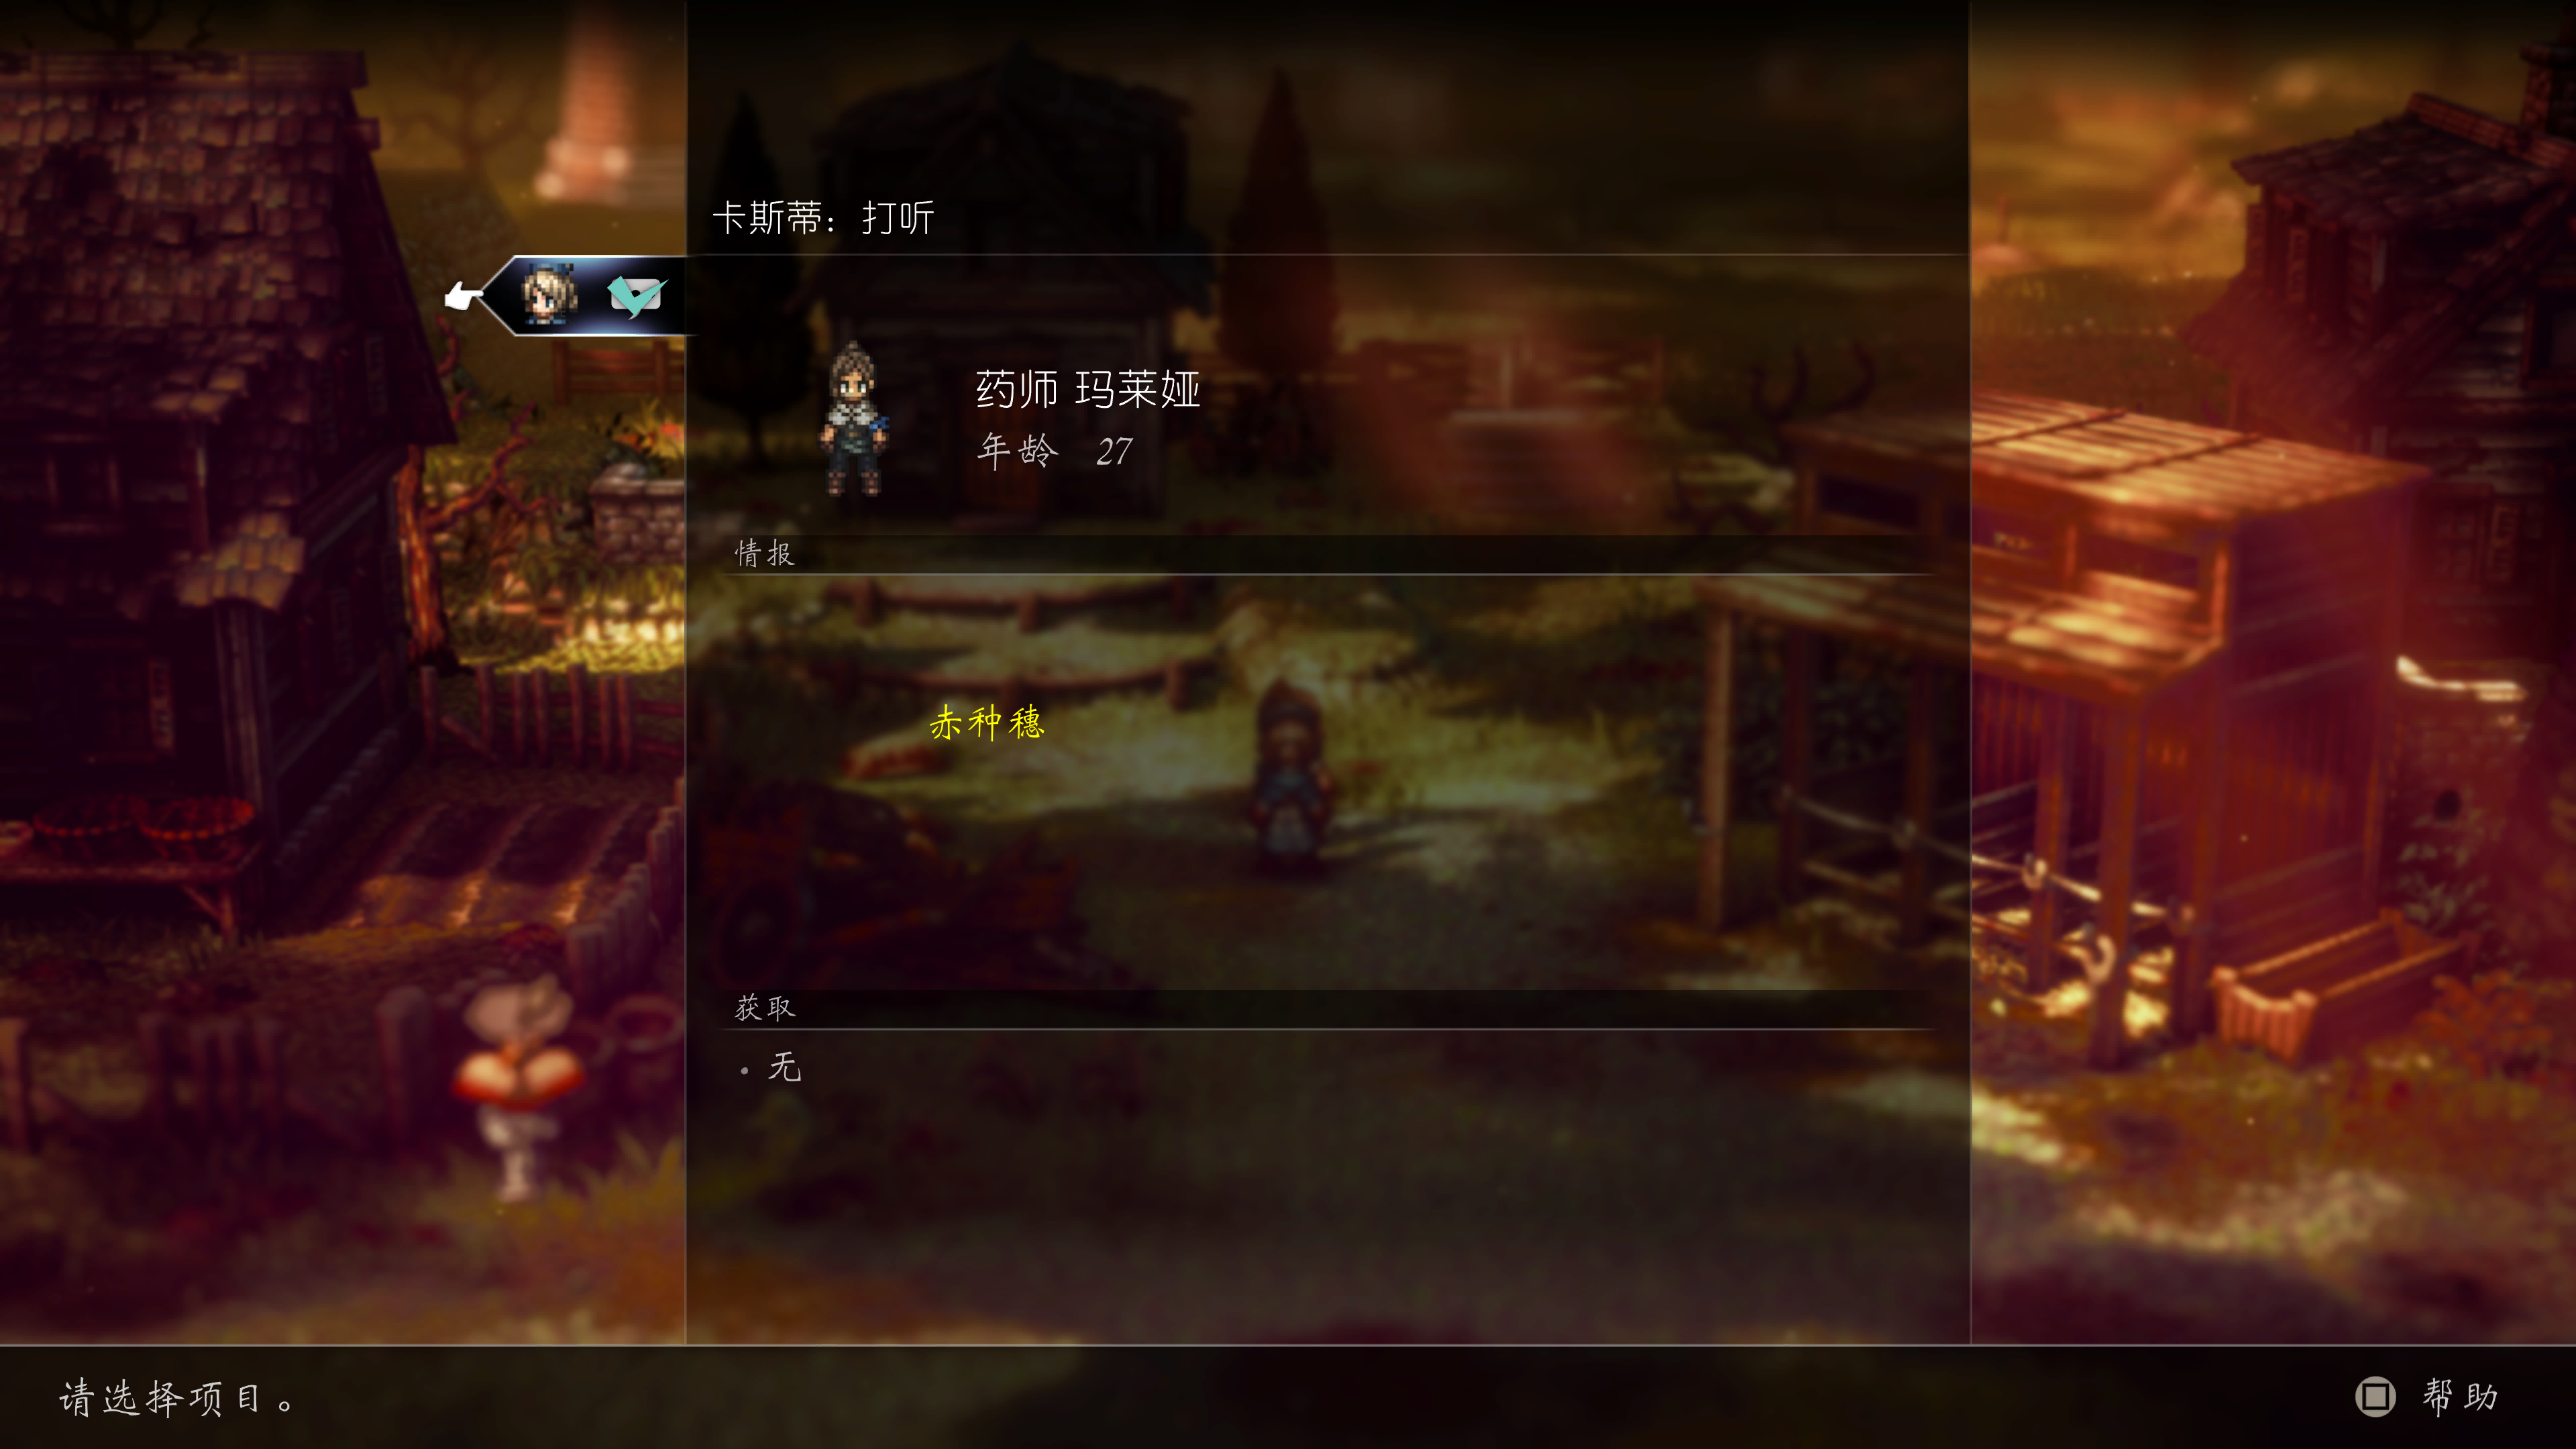 卡斯蒂：打听
药师 玛莱娅
年龄 27
情报
赤种穗
获取
·无
请选择项目。
帮助